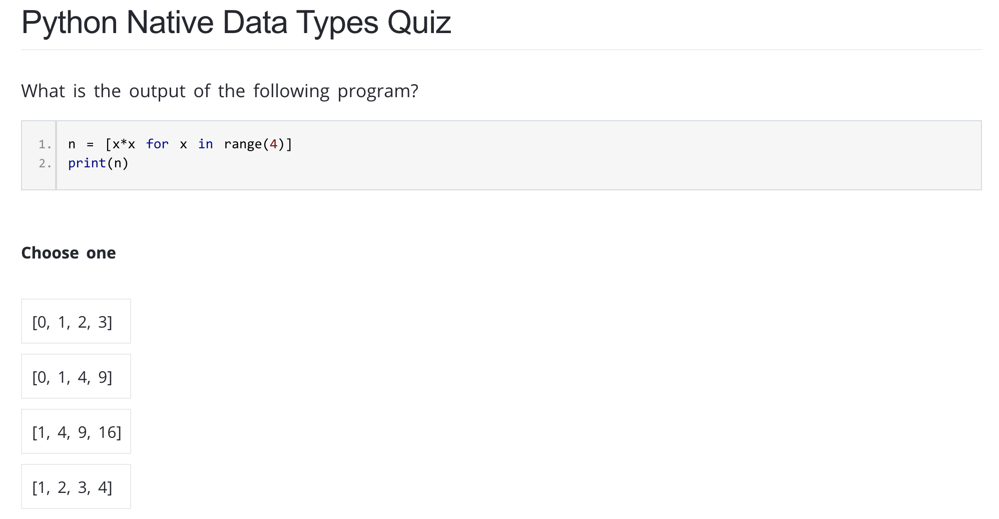 Python Native Data Types Quiz
What is the output of the following program?
1. n = [x*x for x in range(4)]
2. print(n)
Choose one
[0, 1, 2, 3]
[0, 1, 4, 9]
[1, 4, 9, 16]
[1, 2, 3, 4]